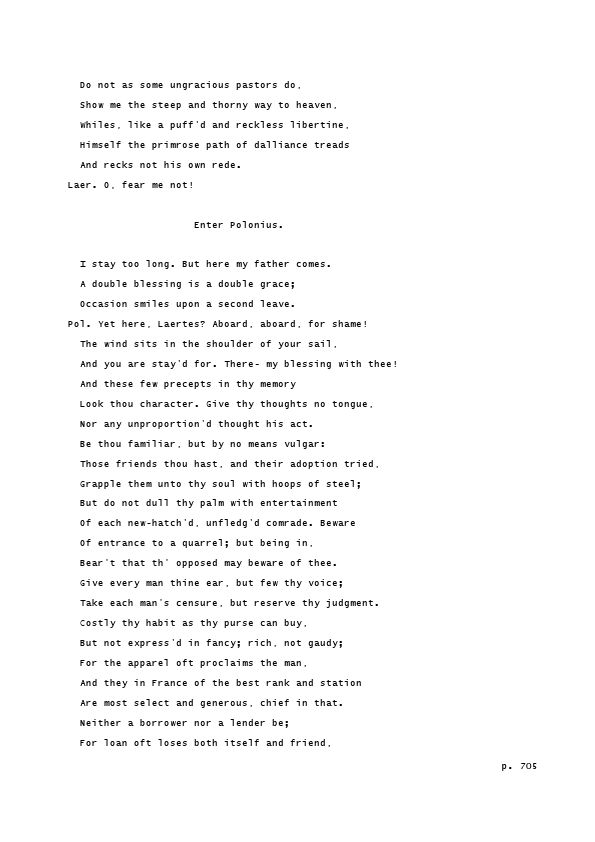 Do not as some ungracious pastors do,
Show me the steep and thorny way to heaven,
Whiles, like a puff'd and reckless libertine,
Himself the primrose path of dalliance treads
And recks not his own rede.
Laer. O, fear me not!
Enter Polonius.
I stay too long. But here my father comes.
A double blessing is a double grace;
Occasion smiles upon a second leave.
Pol. Yet here, Laertes? Aboard, aboard, for shame!
The wind sits in the shoulder of your sail,
And you are stay'd for. There- my blessing with thee!
And these few precepts in thy memory
Look thou character. Give thy thoughts no tongue,
Nor any unproportion'd thought his act.
Be thou familiar, but by no means vulgar:
Those friends thou hast, and their adoption tried,
Grapple them unto thy soul with hoops of steel;
But do not dull thy palm with entertainment
Of each new-hatch'd, unfledg'd comrade. Beware
Of entrance to a quarrel; but being in,
Bear't that th' opposed may beware of thee.
Give every man thine ear, but few thy voice;
Take each man's censure, but reserve thy judgment.
Costly thy habit as thy purse can buy,
But not express'd in fancy; rich, not gaudy;
For the apparel oft proclaims the man,
And they in France of the best rank and station
Are most select and generous, chief in that.
Neither a borrower nor a lender be;
For loan oft loses both itself and friend,
p. 705